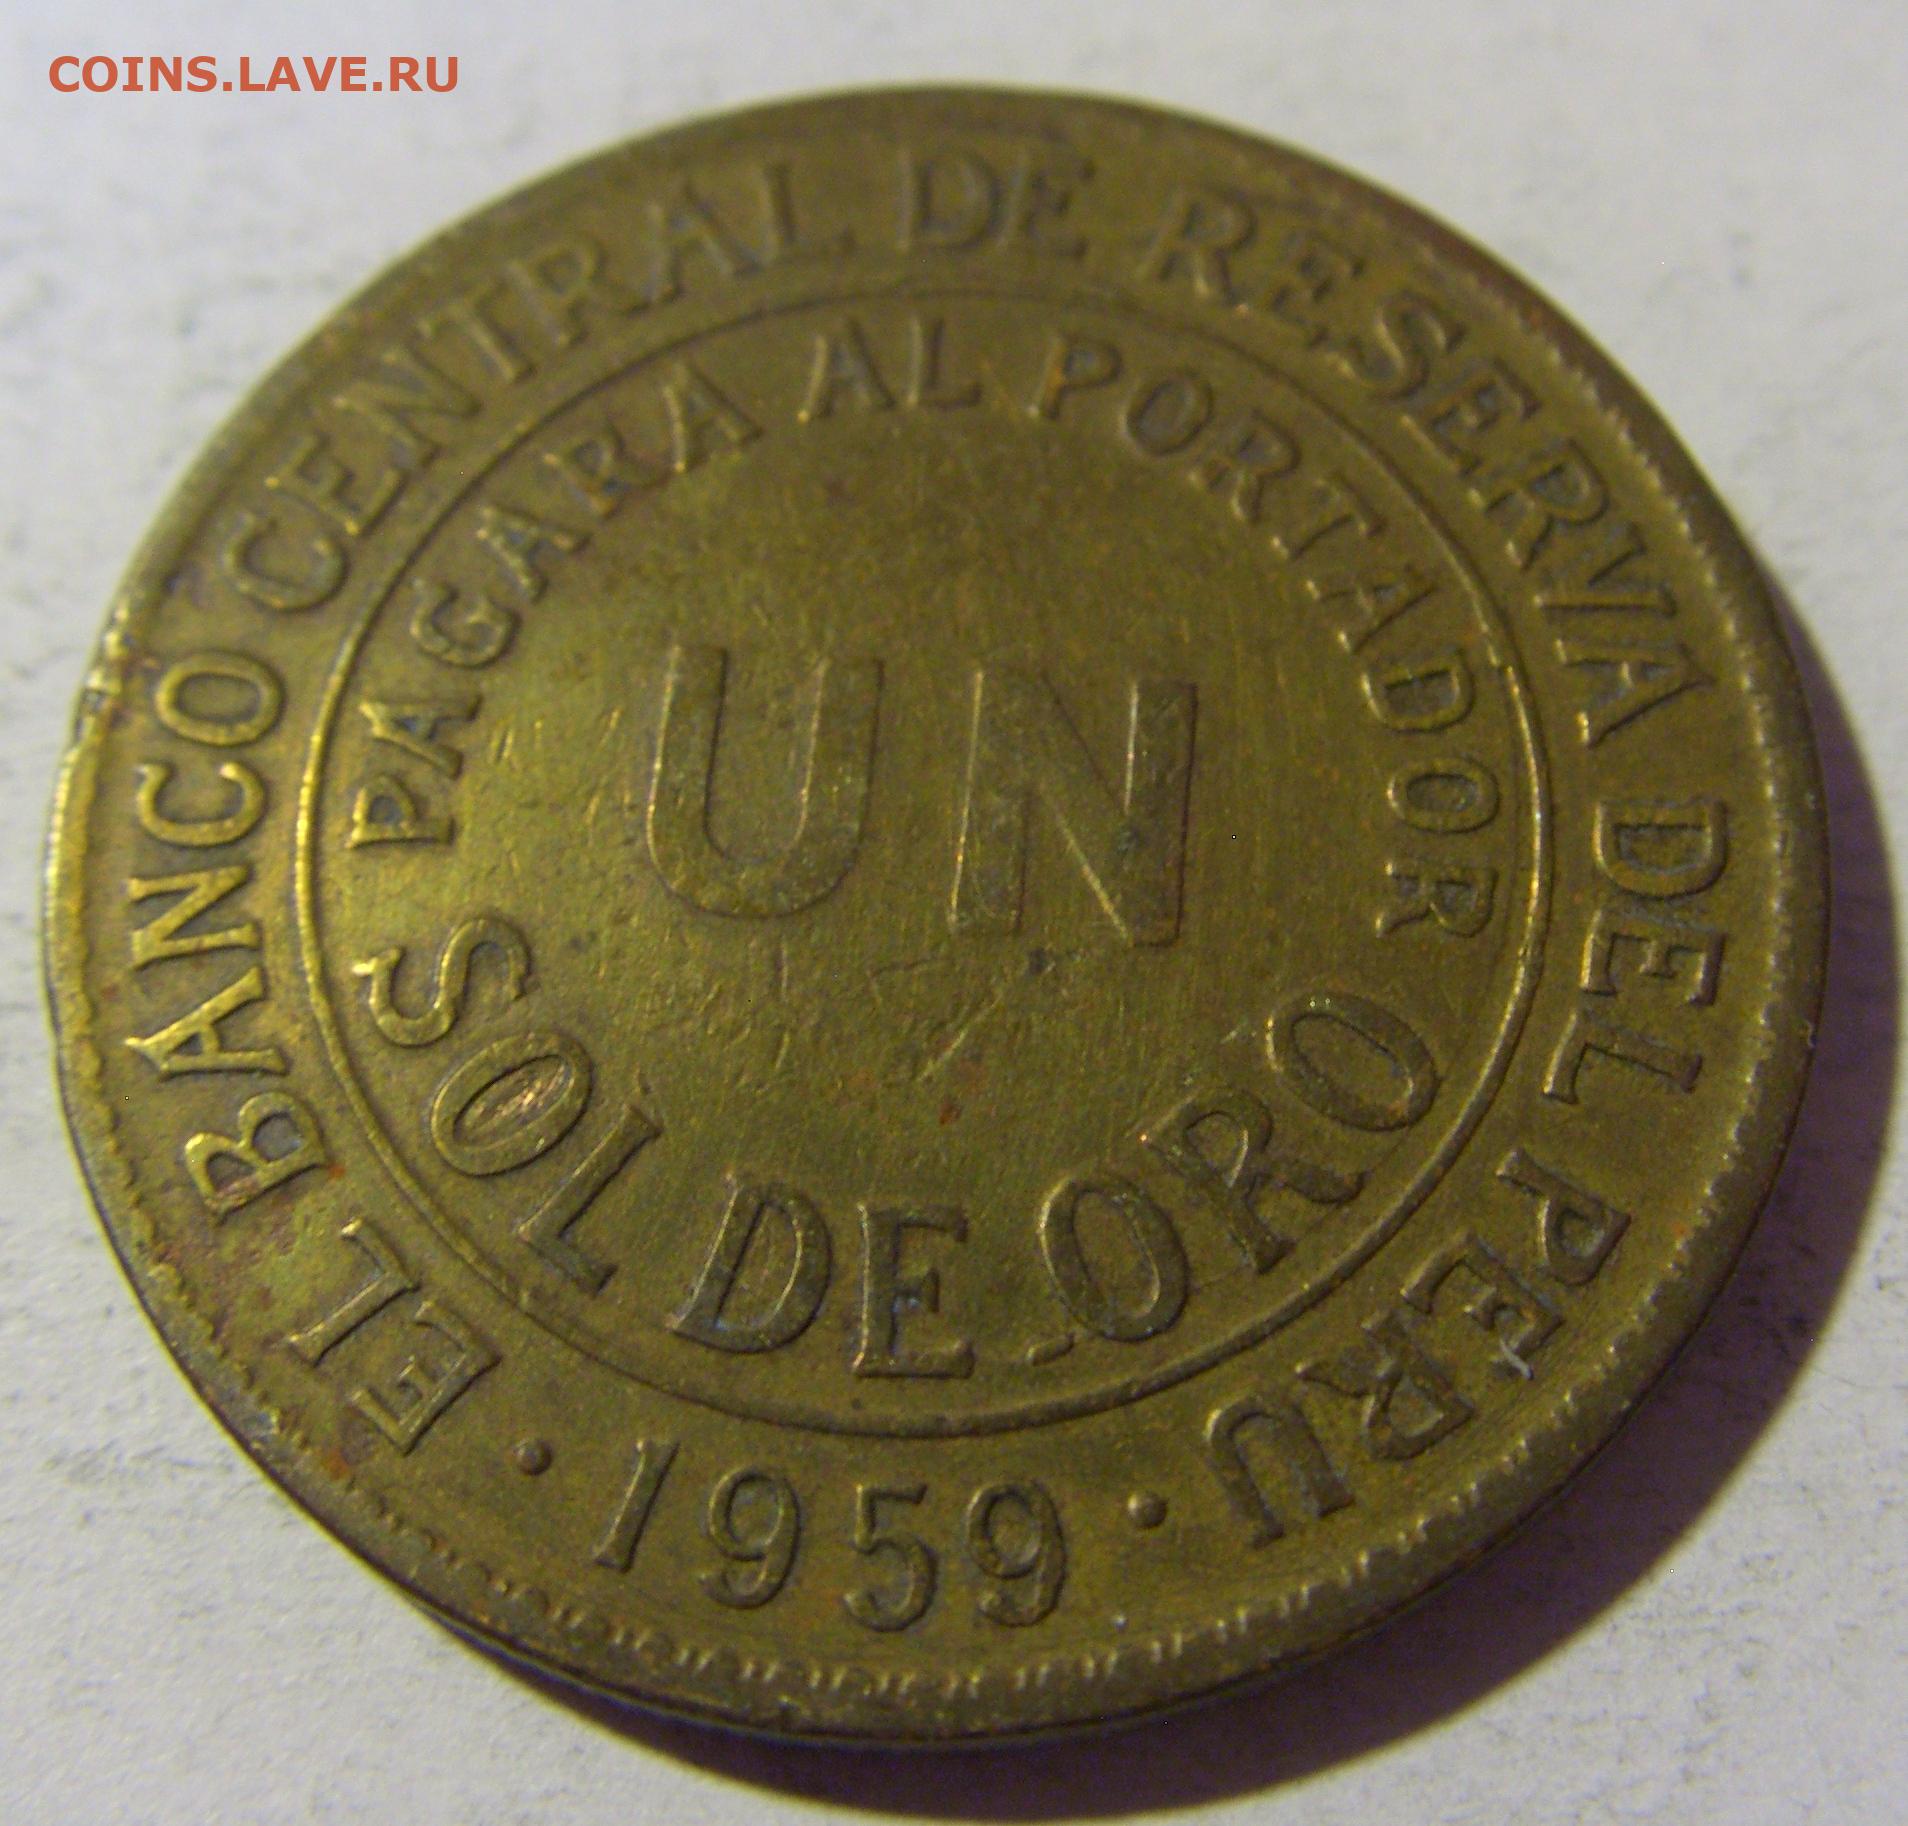 COINS.LAVE.RU
EL BANCO CENTRAL DE RESERVA DEL PERU
PAGARA AL PORTADOR
UN
SOL DE ORO
· 1959 ·